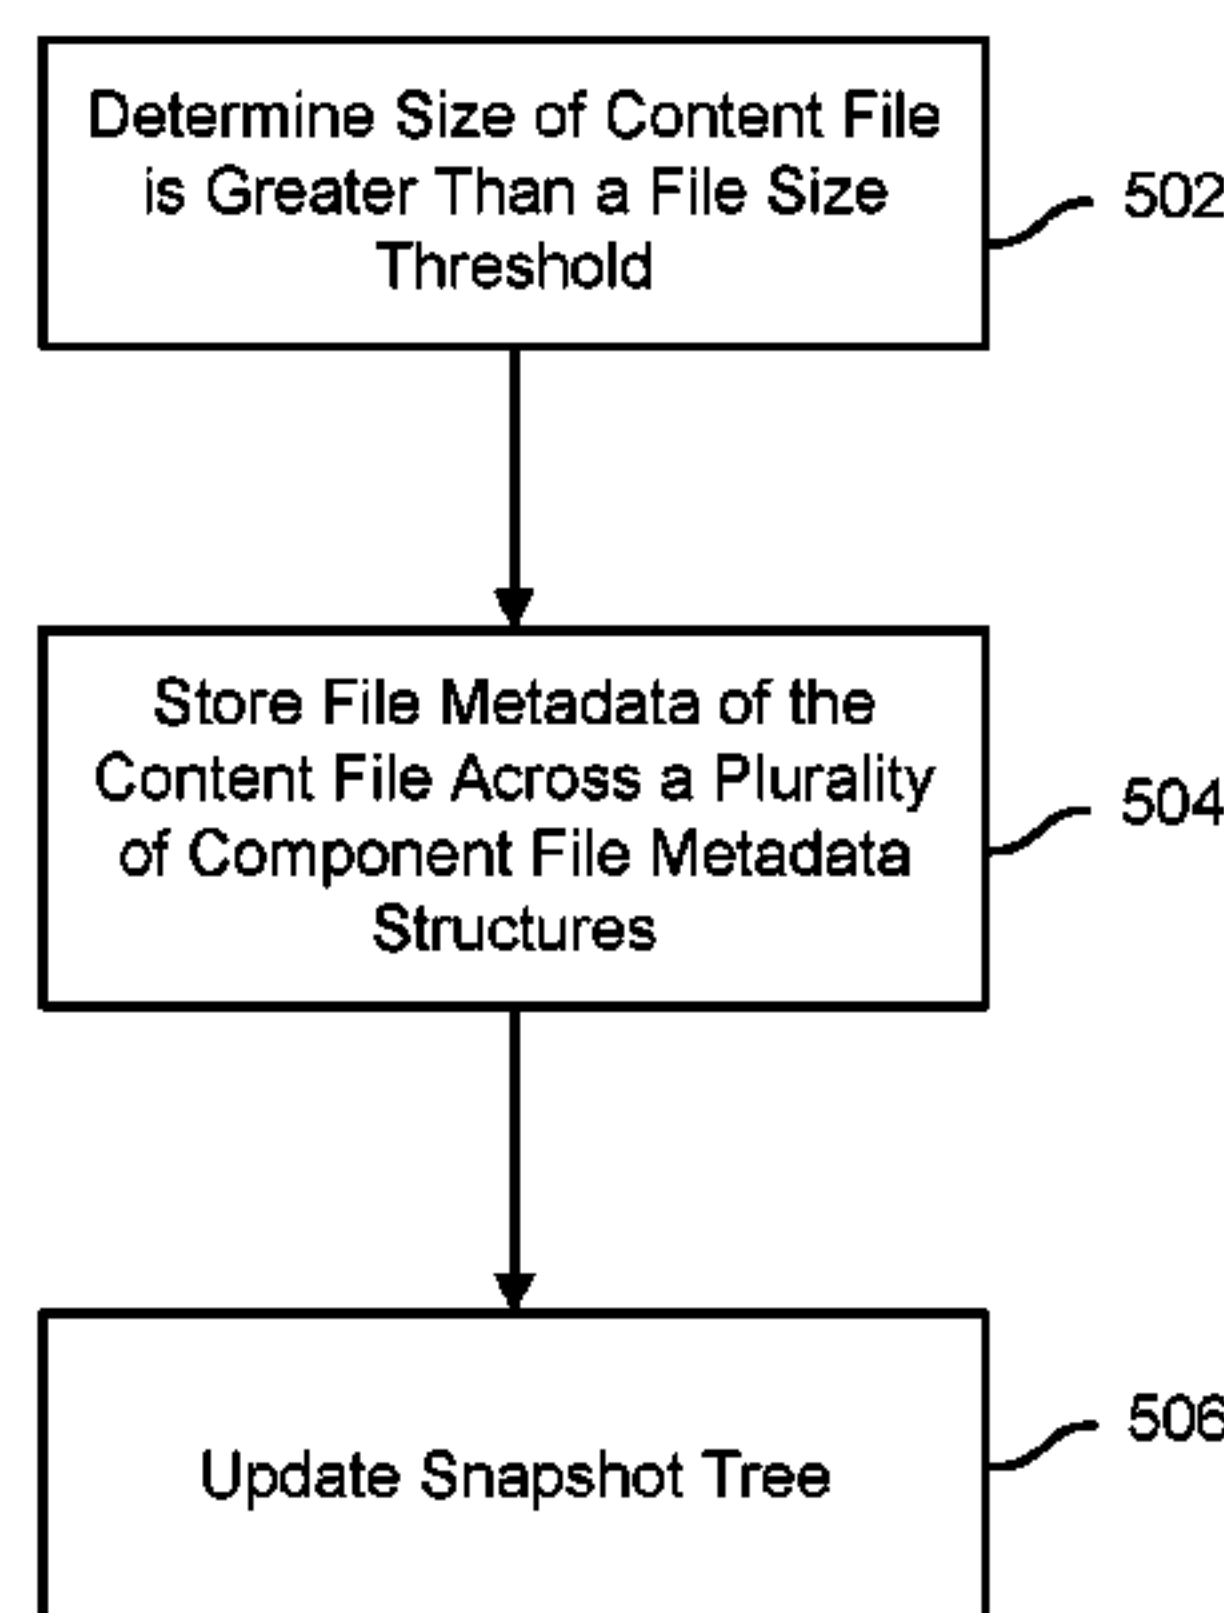 Determine Size of Content File
is Greater Than a File Size
Threshold
502
Store File Metadata of the
Content File Across a Plurality
of Component File Metadata
Structures
504
Update Snapshot Tree
506